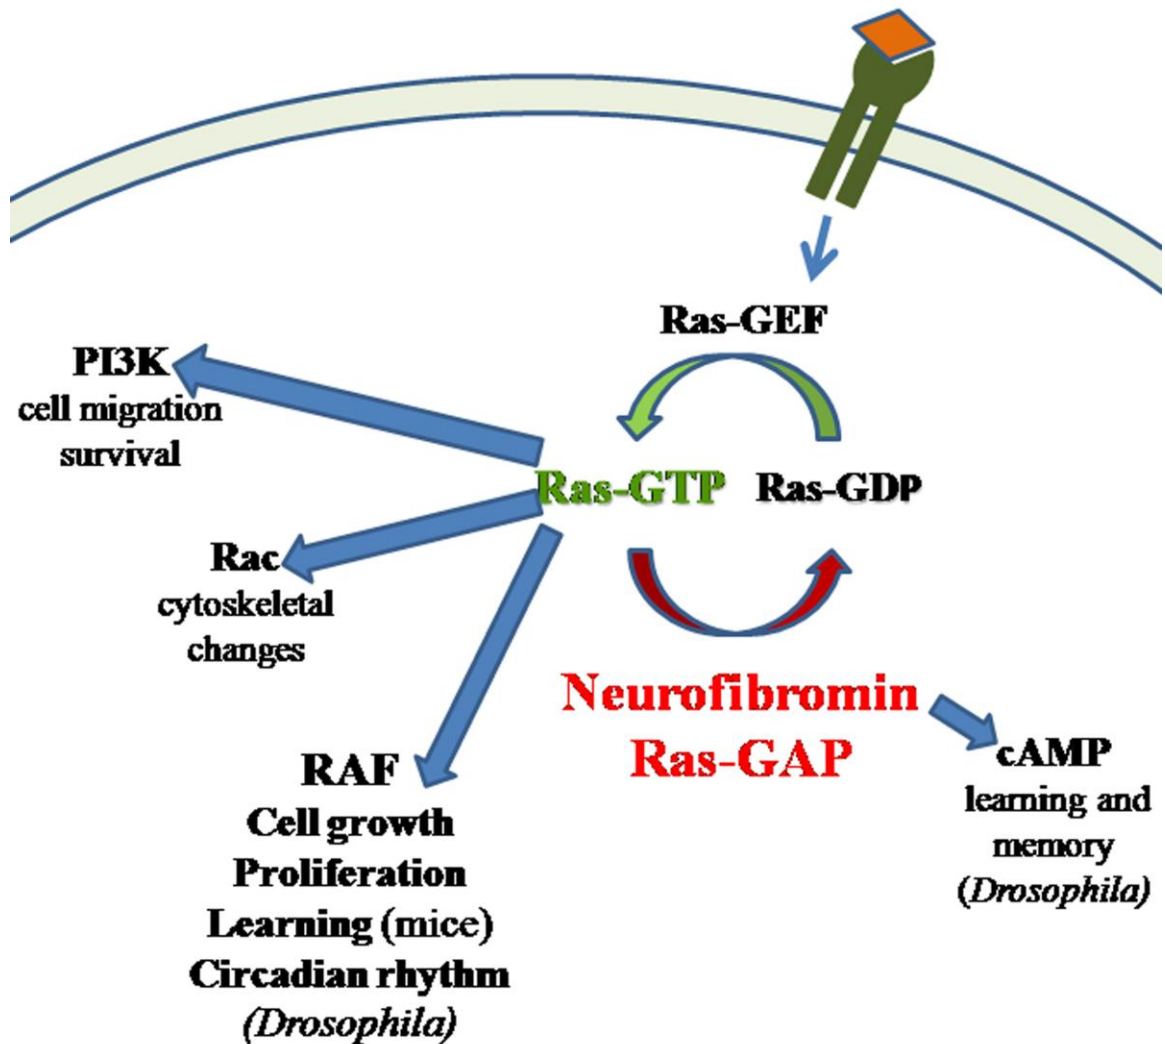 Ras-GEF
PI3K
cell migration
survival
Ras-GTP
Ras-GDP
Rac
cytoskeletal
changes
Neurofibromin
Ras-GAP
RAF
Cell growth
Proliferation
Learning (mice)
Circadian rhythm
(Drosophila)
cAMP
learning and
memory
(Drosophila)